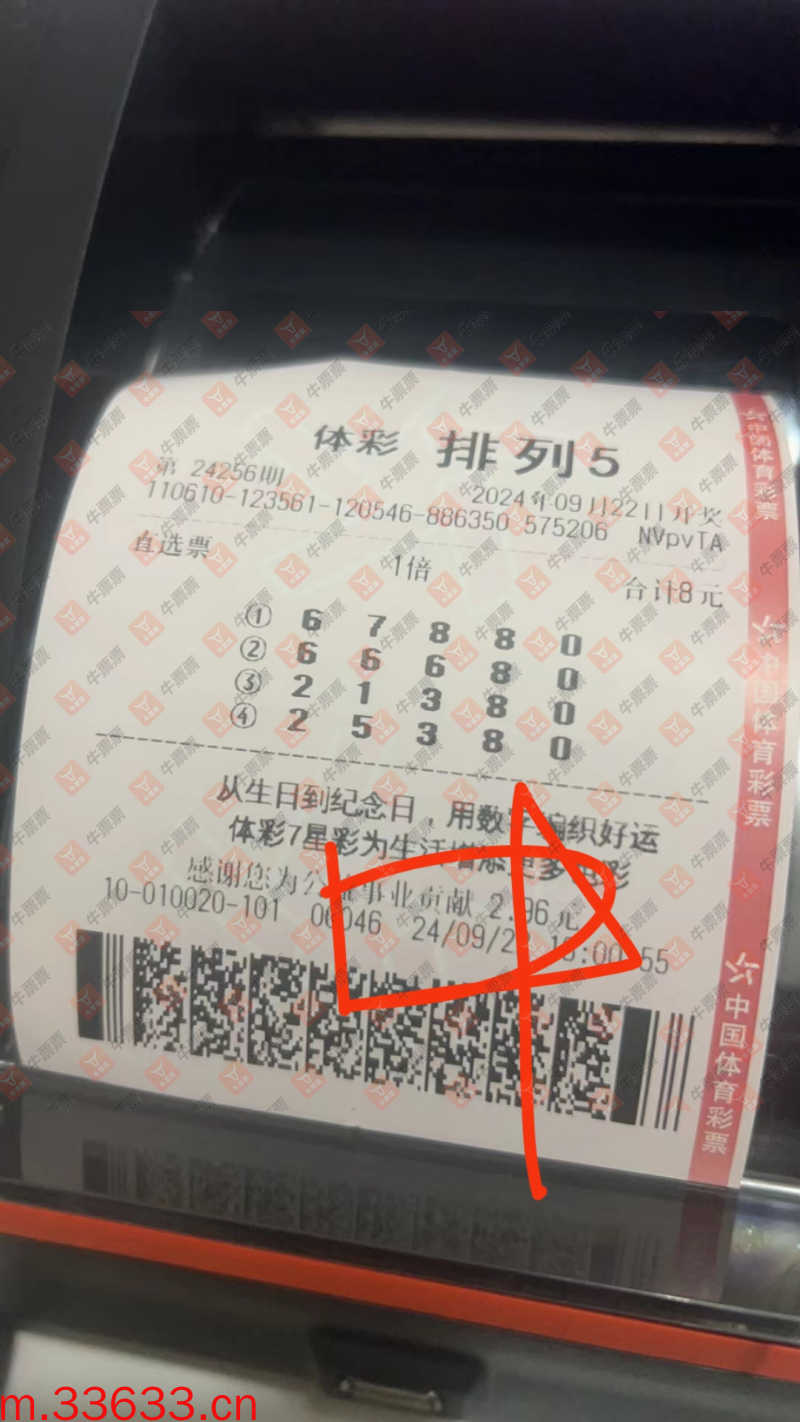 体彩 排列5
第 24256期 2024年09月22日开奖
110610-123561-120546-886350 575206 NVpvTA
直选票 1倍 合计8元
① 6 7 8 8 0
② 6 6 6 8 0
③ 2 1 3 8 0
④ 2 5 3 8 0
从生日到纪念日，用数字编织好运
体彩7星彩为生活增添更多色彩
感谢您为公益事业贡献 2.96元
10-010020-101 06046 24/09/2 :00:55
中国体育彩票
中国体育彩票
中国体育彩票
牛票票
m.33633.cn